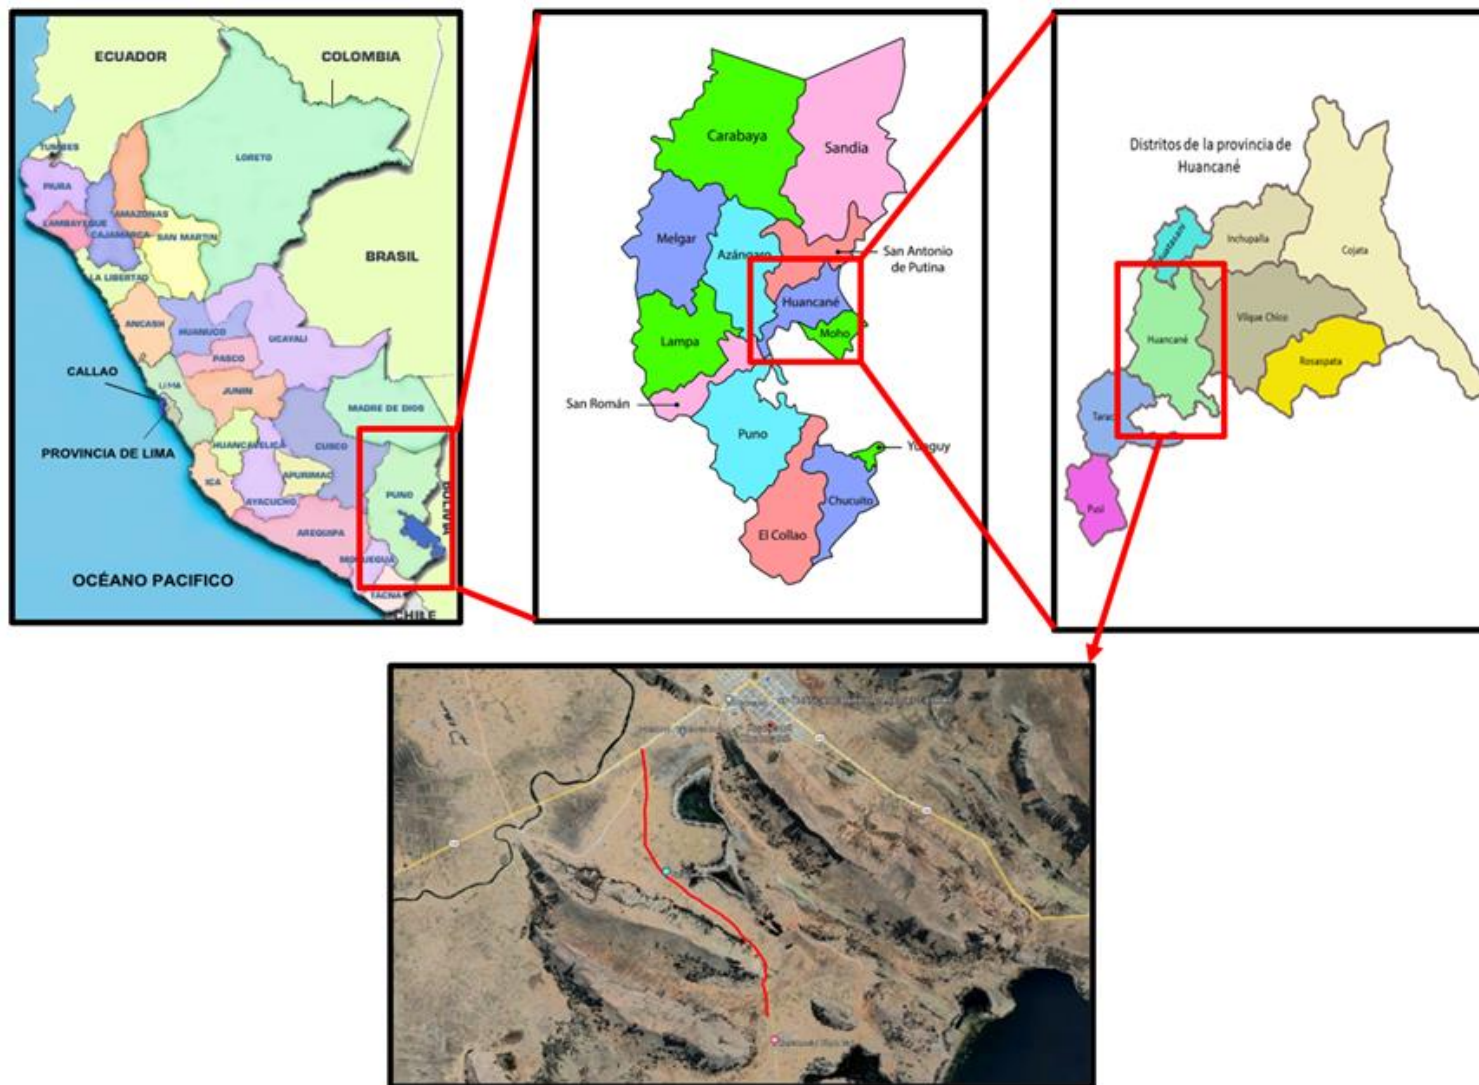 ECUADOR
COLOMBIA
TUMBES
LORETO
PIURA
AMAZONAS
LAMBAYEQUE
CAJAMARCA
SAN MARTIN
BRASIL
LA LIBERTAD
ANCASH
HUANUCO
UCAYALI
PASCO
CALLAO
LIMA
JUNIN
MADRE DE DIOS
PROVINCIA DE LIMA
HUANCAVELICA
CUSCO
ICA
APURIMAC
AYACUCHO
PUNO
BOLIVIA
AREQUIPA
MOQUEGUA
OCÉANO PACIFICO
TACNA
CHILE
Carabaya
Sandia
Melgar
Azángaro
San Antonio
de Putina
Huancané
Moho
Lampa
San Román
Puno
Yunguy
Chucuito
El Collao
Distritos de la provincia de
Huancané
Inchupalla
Cojata
Vilque Chico
Huancané
Rosaspata
Tarac
Pusi